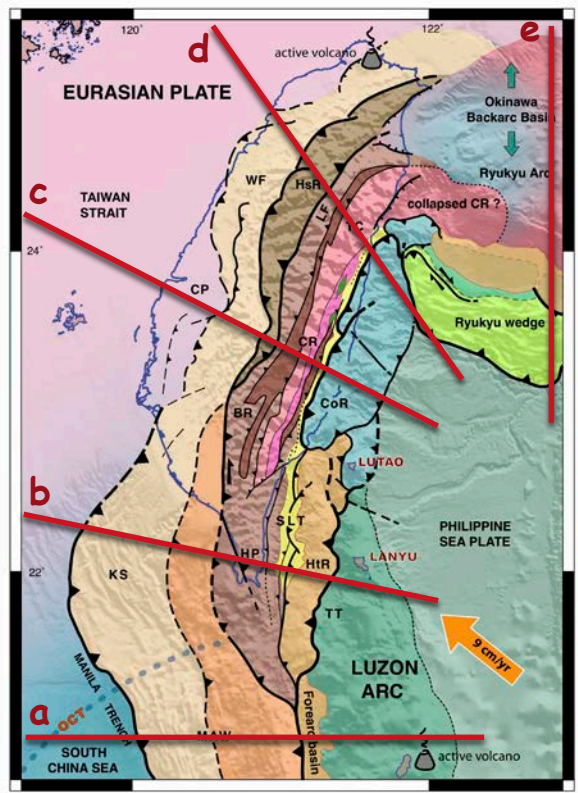 120°
122°
d
e
active volcano
EURASIAN PLATE
Okinawa
Backarc Basin
WF
HsR
Ryukyu Arc
c
TAIWAN
STRAIT
LF
collapsed CR ?
24°
CP
Ryukyu wedge
CR
BR
CoR
LUTAO
b
SLT
PHILIPPINE
SEA PLATE
HP
LANYU
22°
KS
HtR
TT
9 cm/yr
MANILA
TRENCH
LUZON
ARC
a
OCT
Forearc basin
MAW
SOUTH
CHINA SEA
active volcano